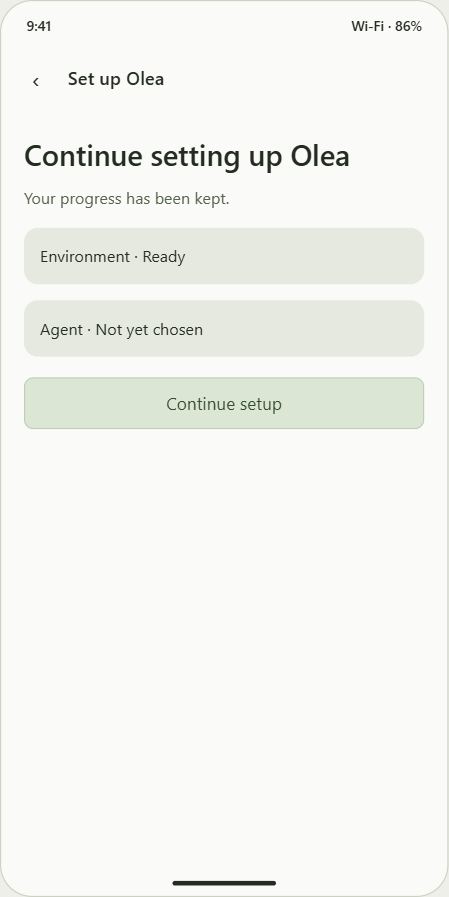 9:41
Wi-Fi · 86%
‹
Set up Olea
Continue setting up Olea
Your progress has been kept.
Environment · Ready
Agent · Not yet chosen
Continue setup